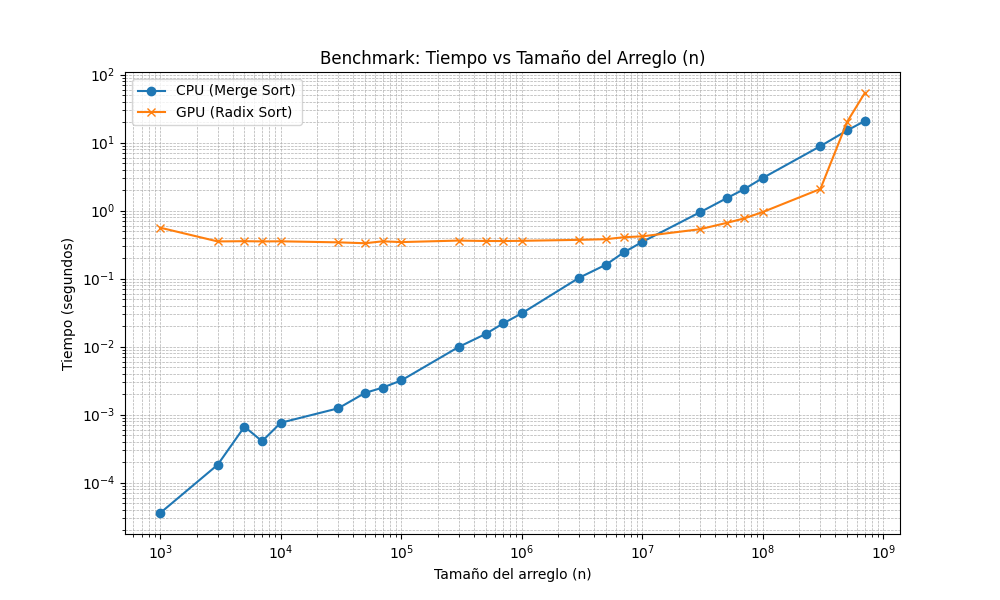 Benchmark: Tiempo vs Tamaño del Arreglo (n)
CPU (Merge Sort)
GPU (Radix Sort)
Tiempo (segundos)
10²
10¹
10⁰
10⁻¹
10⁻²
10⁻³
10⁻⁴
10³
10⁴
10⁵
10⁶
10⁷
10⁸
10⁹
Tamaño del arreglo (n)